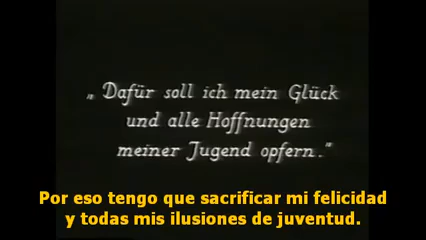 „Dafür soll ich mein Glück
und alle Hoffnungen
meiner Jugend opfern."
Por eso tengo que sacrificar mi felicidad
y todas mis ilusiones de juventud.